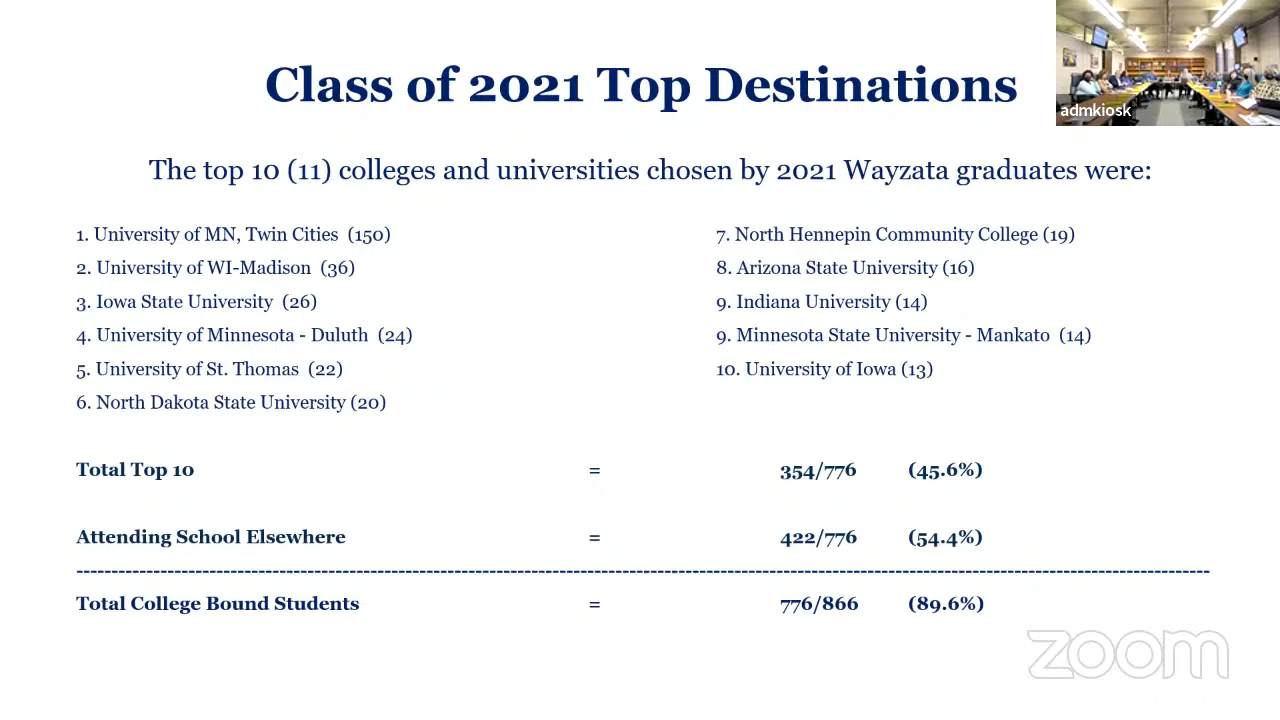 Class of 2021 Top Destinations
admkiosk
The top 10 (11) colleges and universities chosen by 2021 Wayzata graduates were:
1. University of MN, Twin Cities (150)
2. University of WI-Madison (36)
3. Iowa State University (26)
4. University of Minnesota - Duluth (24)
5. University of St. Thomas (22)
6. North Dakota State University (20)
7. North Hennepin Community College (19)
8. Arizona State University (16)
9. Indiana University (14)
9. Minnesota State University - Mankato (14)
10. University of Iowa (13)
Total Top 10 = 354/776 (45.6%)
Attending School Elsewhere = 422/776 (54.4%)
---------------------------------------------------------------------------------------------------------------------------------------------------------------
Total College Bound Students = 776/866 (89.6%)
zoom